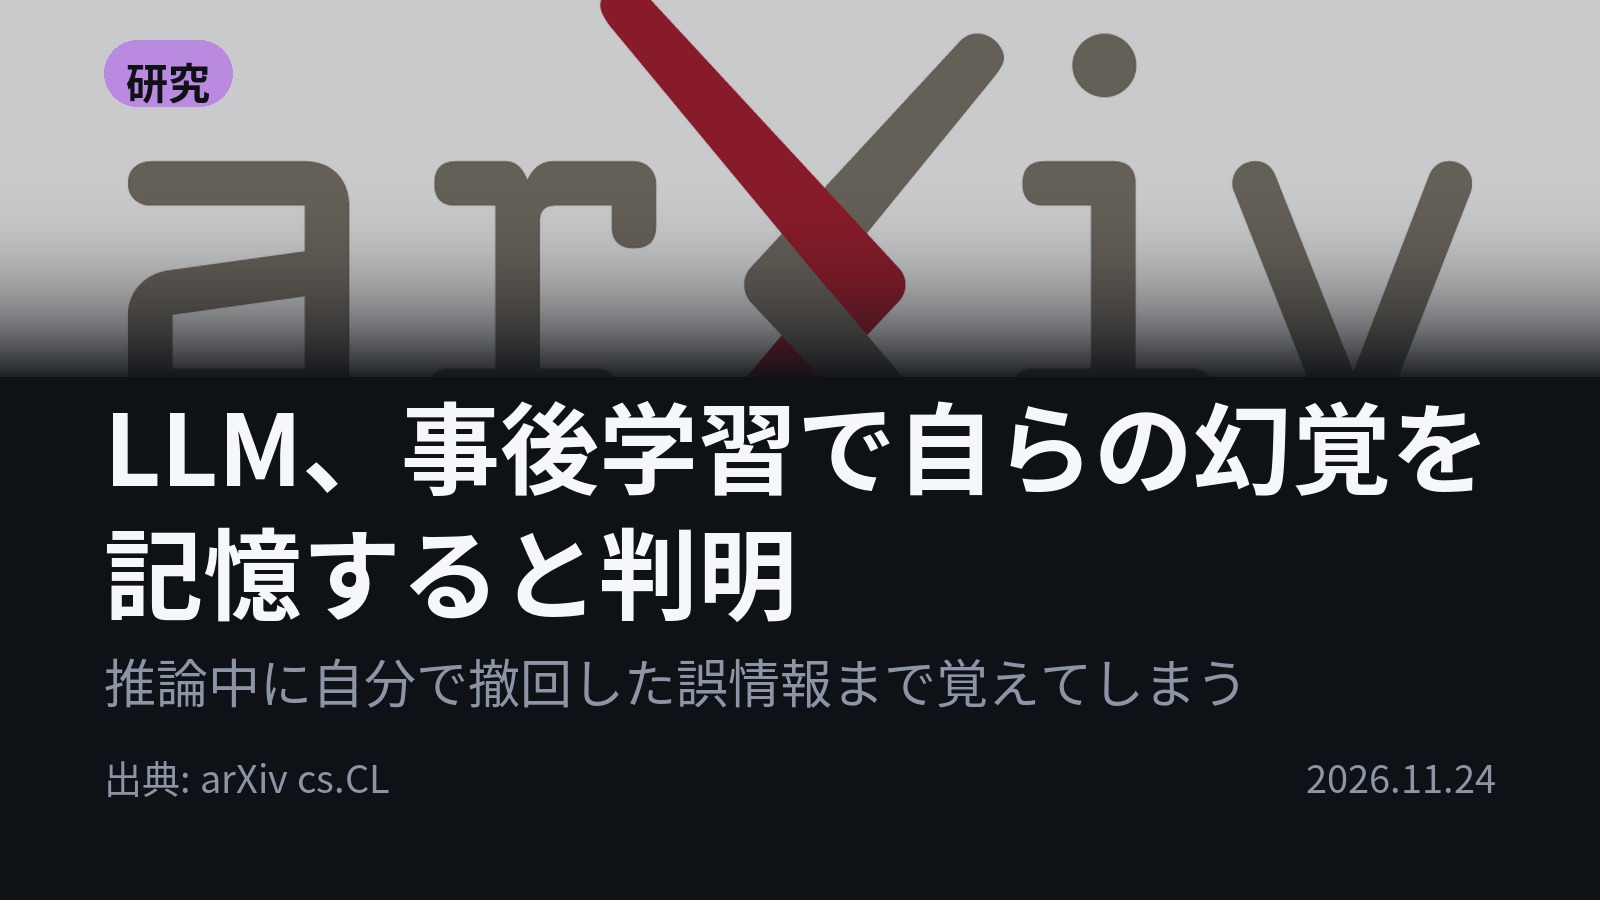 研究
arXiv
LLM、事後学習で自らの幻覚を
記憶すると判明
推論中に自分で撤回した誤情報まで覚えてしまう
出典: arXiv cs.CL
2026.11.24